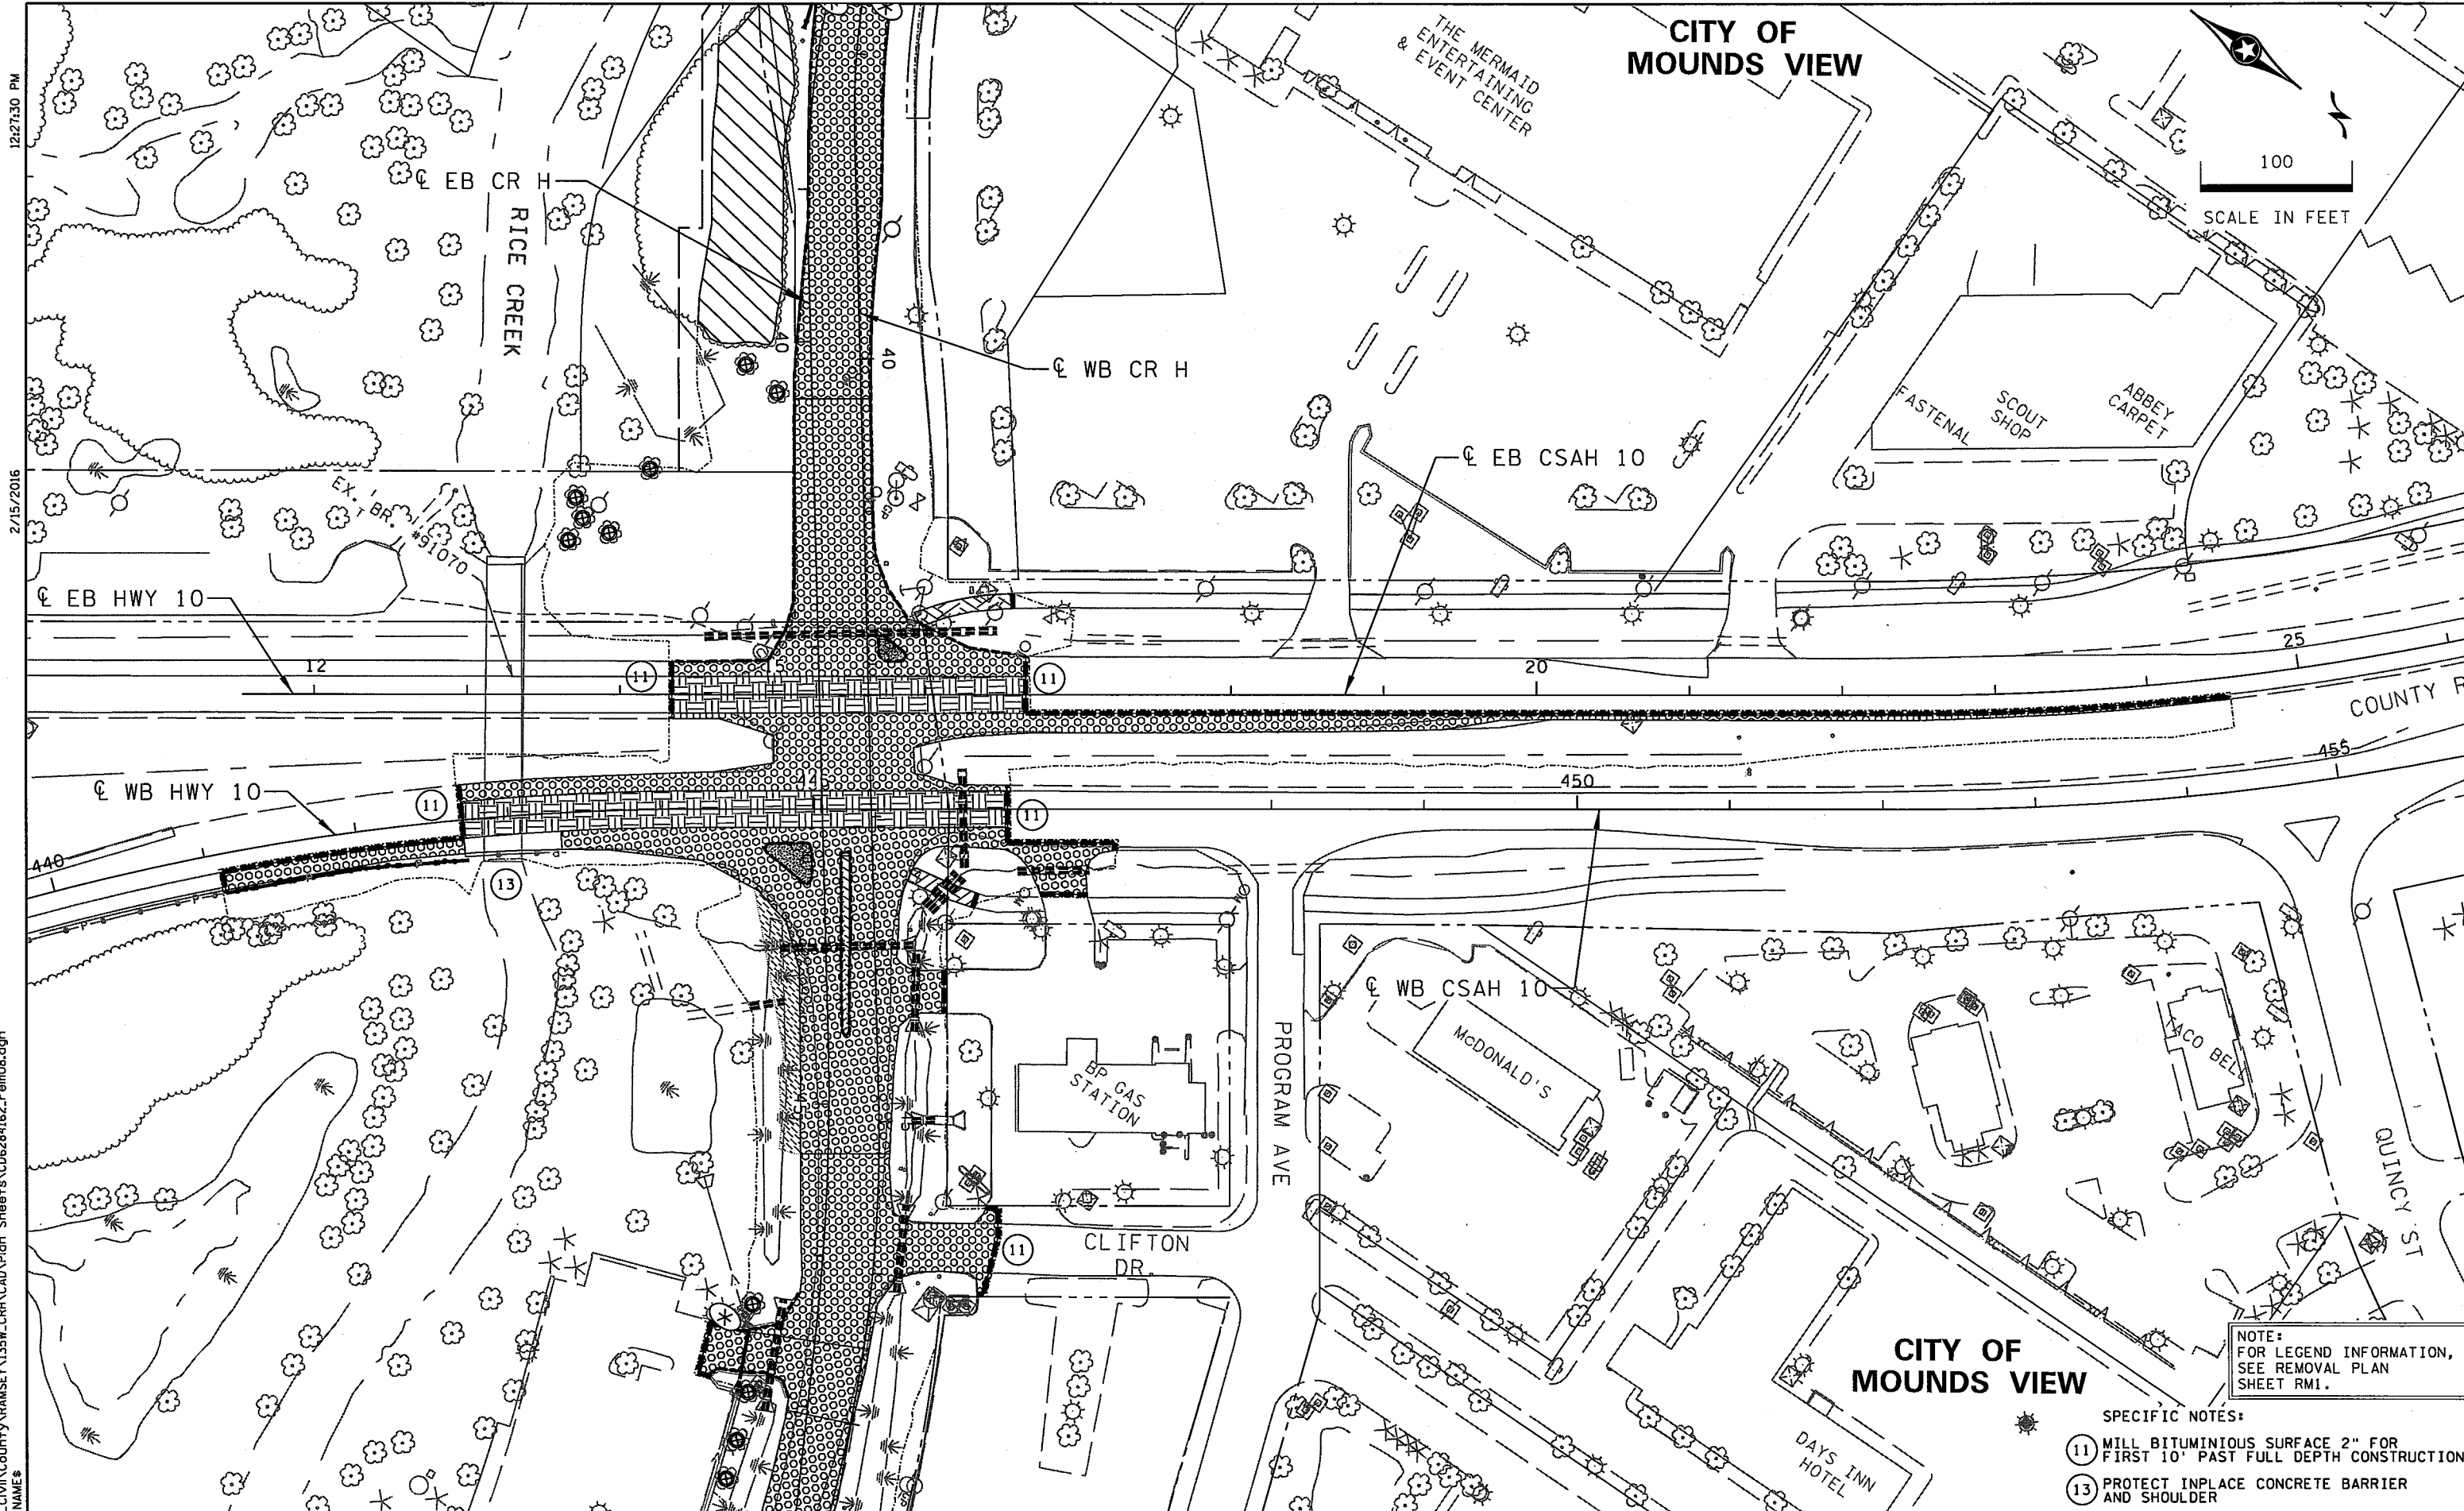 12:27:30 PM
2/15/2016
CITY OF
MOUNDS VIEW
THE MERMAID
ENTERTAINING
& EVENT CENTER
100
SCALE IN FEET
℄ EB CR H
RICE CREEK
40
40
℄ WB CR H
FASTENAL
SCOUT
SHOP
ABBEY
CARPET
℄ EB CSAH 10
EX. BR.
#91070
℄ EB HWY 10
12
11
11
20
25
COUNTY R
℄ WB HWY 10
11
445
11
450
455
440
13
℄ WB CSAH 10
BP GAS
STATION
PROGRAM AVE
McDONALD'S
TACO BELL
QUINCY ST
45
11
CLIFTON
DR.
CITY OF
MOUNDS VIEW
DAYS INN
HOTEL
NOTE:
FOR LEGEND INFORMATION,
SEE REMOVAL PLAN
SHEET RM1.
SPECIFIC NOTES:
11 MILL BITUMINIOUS SURFACE 2" FOR
FIRST 10' PAST FULL DEPTH CONSTRUCTION
13 PROTECT INPLACE CONCRETE BARRIER
AND SHOULDER